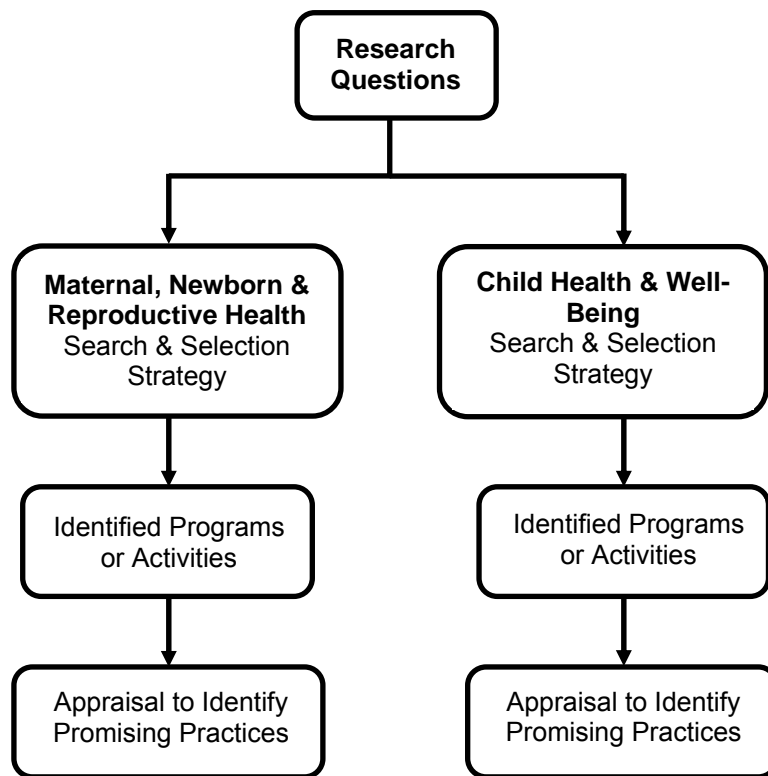 Research
Questions
Maternal, Newborn &
Reproductive Health
Search & Selection
Strategy
Child Health & Well-
Being
Search & Selection
Strategy
Identified Programs
or Activities
Identified Programs
or Activities
Appraisal to Identify
Promising Practices
Appraisal to Identify
Promising Practices